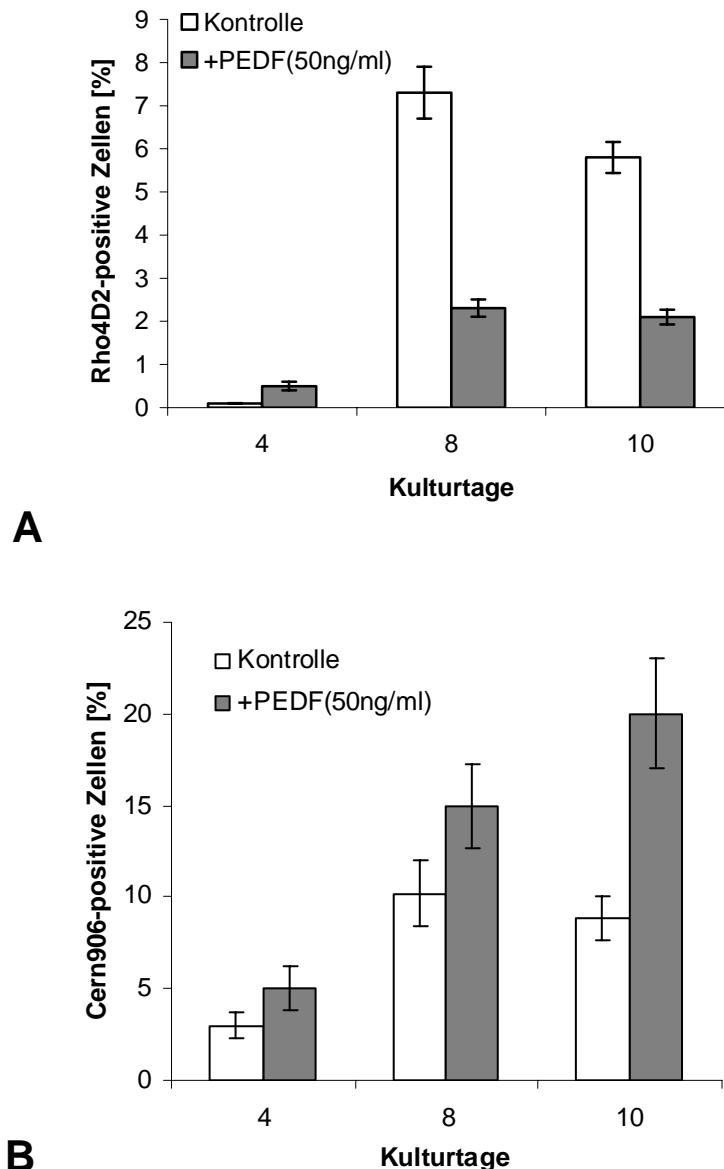 9
8
7
6
5
4
3
2
1
0
Rho4D2-positive Zellen [%]
Kontrolle
+PEDF(50ng/ml)
4 8 10
Kulturtage
A
25
20
15
10
5
0
Cern906-positive Zellen [%]
Kontrolle
+PEDF(50ng/ml)
4 8 10
Kulturtage
B